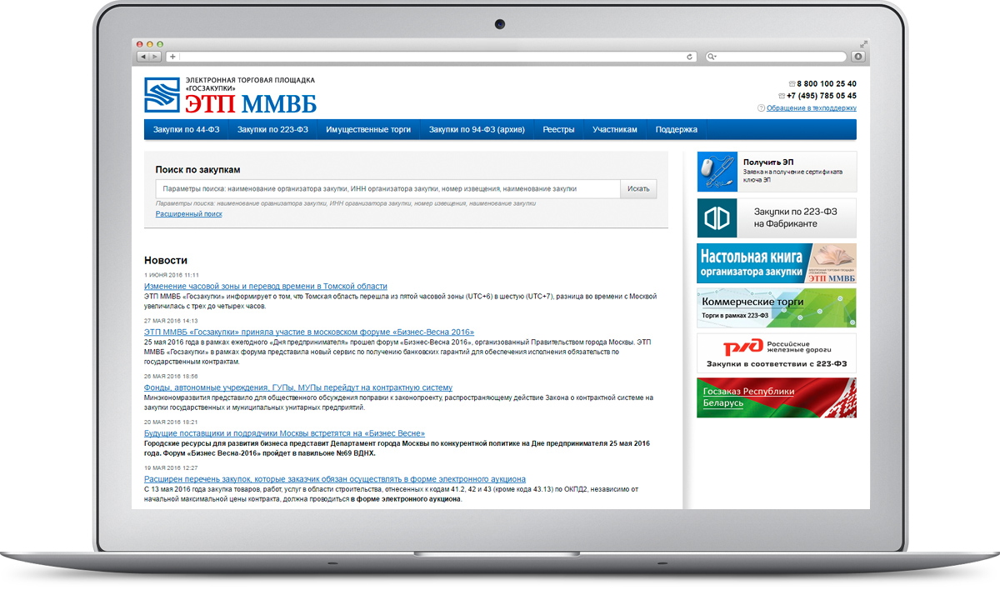 ЭЛЕКТРОННАЯ ТОРГОВАЯ ПЛОЩАДКА
«ГОСЗАКУПКИ»
ЭТП ММВБ
8 800 100 25 40
+7 (495) 785 05 45
Обращение в техподдержку
Закупки по 44-ФЗ
Закупки по 223-ФЗ
Имущественные торги
Закупки по 94-ФЗ (архив)
Реестры
Участникам
Поддержка
Поиск по закупкам
Параметры поиска: наименование организатора закупки, ИНН организатора закупки, номер извещения, наименование закупки
Искать
Параметры поиска: наименование организатора закупки, ИНН организатора закупки, номер извещения, наименование закупки
Расширенный поиск
Новости
1 ИЮНЯ 2016 11:11
Изменение часовой зоны и перевод времени в Томской области
ЭТП ММВБ «Госзакупки» информирует о том, что Томская область перешла из пятой часовой зоны (UTC+6) в шестую (UTC+7), разница во времени с Москвой
увеличилась с трех до четырех часов.
27 МАЯ 2016 14:13
ЭТП ММВБ «Госзакупки» приняла участие в московском форуме «Бизнес-Весна 2016»
25 мая 2016 года в рамках ежегодного «Дня предпринимателя» прошел форум «Бизнес-Весна 2016», организованный Правительством города Москвы. ЭТП
ММВБ «Госзакупки» в рамках форума представила новый сервис по получению банковских гарантий для обеспечения исполнения обязательств по
государственным контрактам.
26 МАЯ 2016 18:56
Фонды, автономные учреждения, ГУПы, МУПы перейдут на контрактную систему
Минэкономразвития представило для общественного обсуждения поправки к законопроекту, распространяющему действие Закона о контрактной системе на
закупки государственных и муниципальных унитарных предприятий.
20 МАЯ 2016 18:21
Будущие поставщики и подрядчики Москвы встретятся на «Бизнес Весне»
Городские ресурсы для развития бизнеса представит Департамент города Москвы по конкурентной политике на Дне предпринимателя 25 мая 2016
года. Форум «Бизнес Весна-2016» пройдет в павильоне №69 ВДНХ.
19 МАЯ 2016 12:27
Расширен перечень закупок, которые заказчик обязан осуществлять в форме электронного аукциона
С 13 мая 2016 года закупка товаров, работ, услуг в области строительства, отнесенных к кодам 41.2, 42 и 43 (кроме кода 43.13) по ОКПД2, независимо от
начальной максимальной цены контракта, должна проводиться в форме электронного аукциона.
Получить ЭП
Заявка на получение сертификата
ключа ЭП
Закупки по 223-ФЗ
на Фабриканте
Настольная книга
организатора закупки
ЭЛЕКТРОННАЯ ТОРГОВАЯ ПЛОЩАДКА
«ГОСЗАКУПКИ»
ЭТП ММВБ
Коммерческие торги
Торги в рамках 223-ФЗ
ржд Российские
железные дороги
Закупки в соответствии с 223-ФЗ
Госзаказ Республики
Беларусь